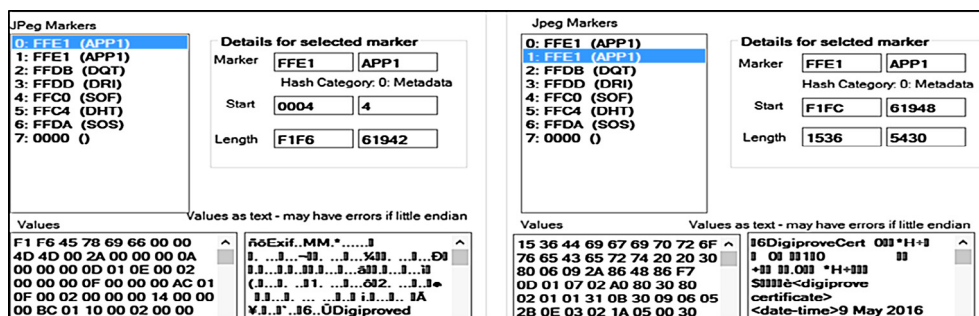 JPeg Markers
0: FFE1 (APP1)
1: FFE1 (APP1)
2: FFDB (DQT)
3: FFDD (DRI)
4: FFC0 (SOF)
5: FFC4 (DHT)
6: FFDA (SOS)
7: 0000 ()
Details for selected marker
Marker FFE1 APP1
Hash Category: 0: Metadata
Start 0004 4
Length F1F6 61942
Values
Values as text - may have errors if little endian
F1 F6 45 78 69 66 00 00
4D 4D 00 2A 00 00 00 0A
00 00 00 0D 01 0E 00 02
00 00 00 0F 00 00 00 AC 01
0F 00 02 00 00 00 14 00 00
00 BC 01 10 00 02 00 00
ñöExif..MM.*......
Digiproved
Jpeg Markers
0: FFE1 (APP1)
1: FFE1 (APP1)
2: FFDB (DQT)
3: FFDD (DRI)
4: FFC0 (SOF)
5: FFC4 (DHT)
6: FFDA (SOS)
7: 0000 ()
Details for selcted marker
Marker FFE1 APP1
Hash Category: 0: Metadata
Start F1FC 61948
Length 1536 5430
Values
Values as text - may have errors if little endian
15 36 44 69 67 69 70 72 6F
76 65 43 65 72 74 20 20 30
80 06 09 2A 86 48 86 F7
0D 01 07 02 A0 80 30 80
02 01 01 31 0B 30 09 06 05
2B 0E 03 02 1A 05 00 30
6DigiproveCert
<digiprove
certificate>
<date-time>9 May 2016